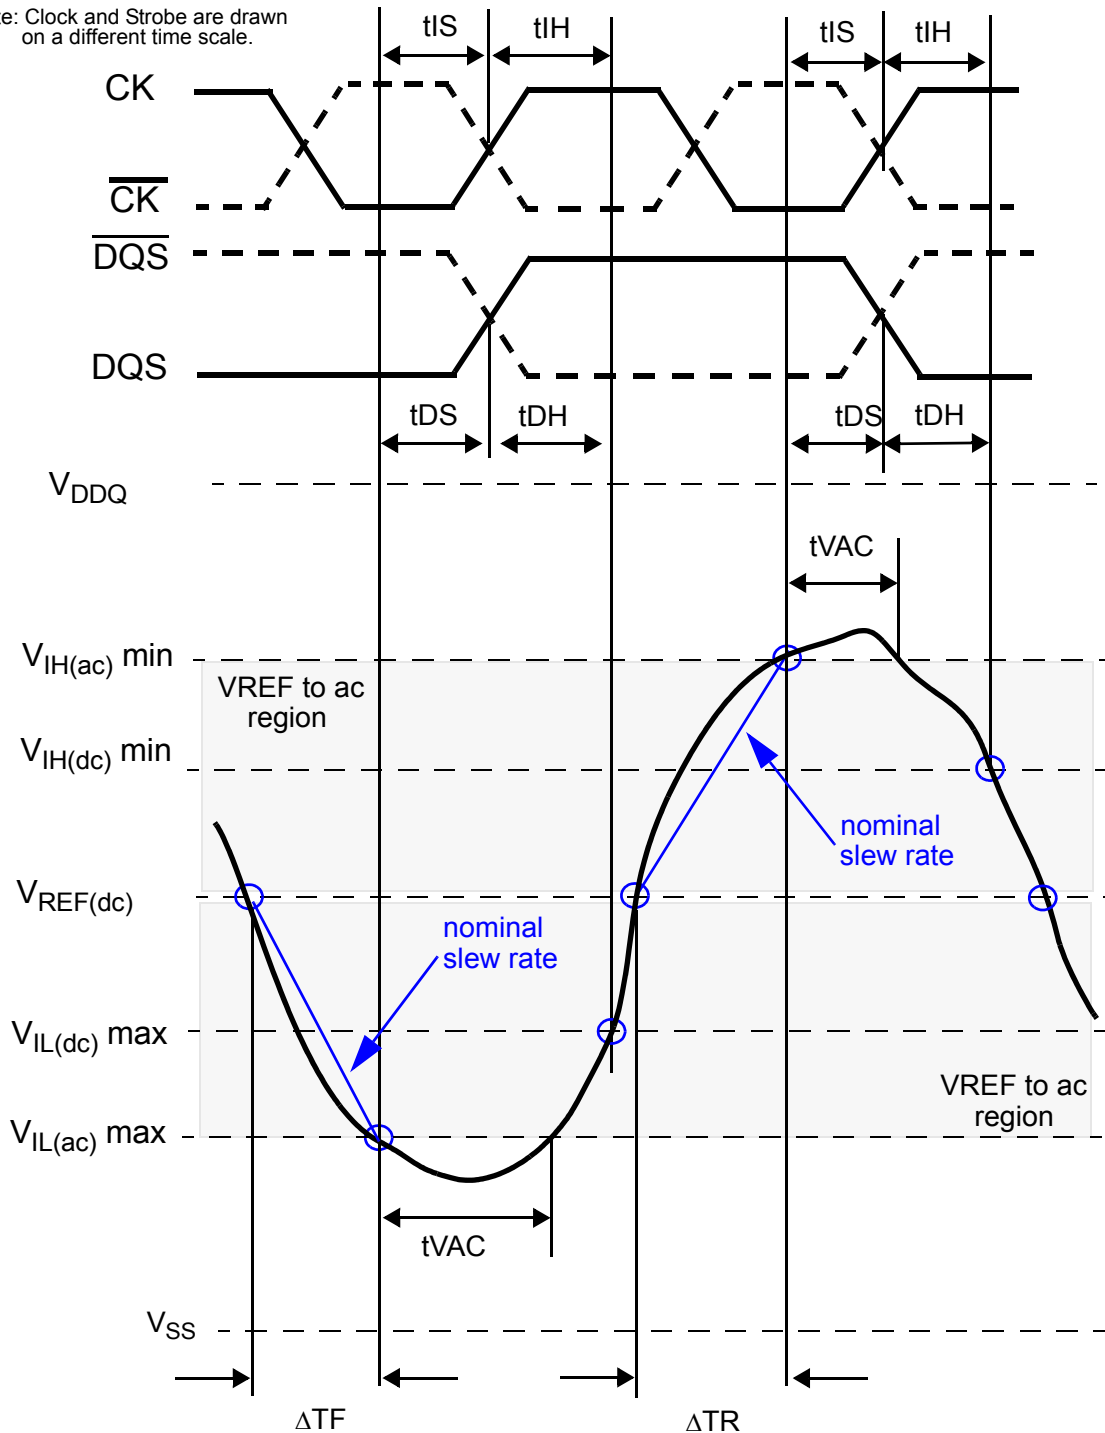 : Clock and Strobe are drawn
on a different time scale.
tIS tIH tIS tIH
CK
CK
DQS
DQS
tDS tDH tDS tDH
VDDQ
tVAC
VIH(ac) min
VREF to ac
region
VIH(dc) min
nominal
slew rate
VREF(dc)
nominal
slew rate
VIL(dc) max
VREF to ac
region
VIL(ac) max
tVAC
VSS
ΔTF ΔTR